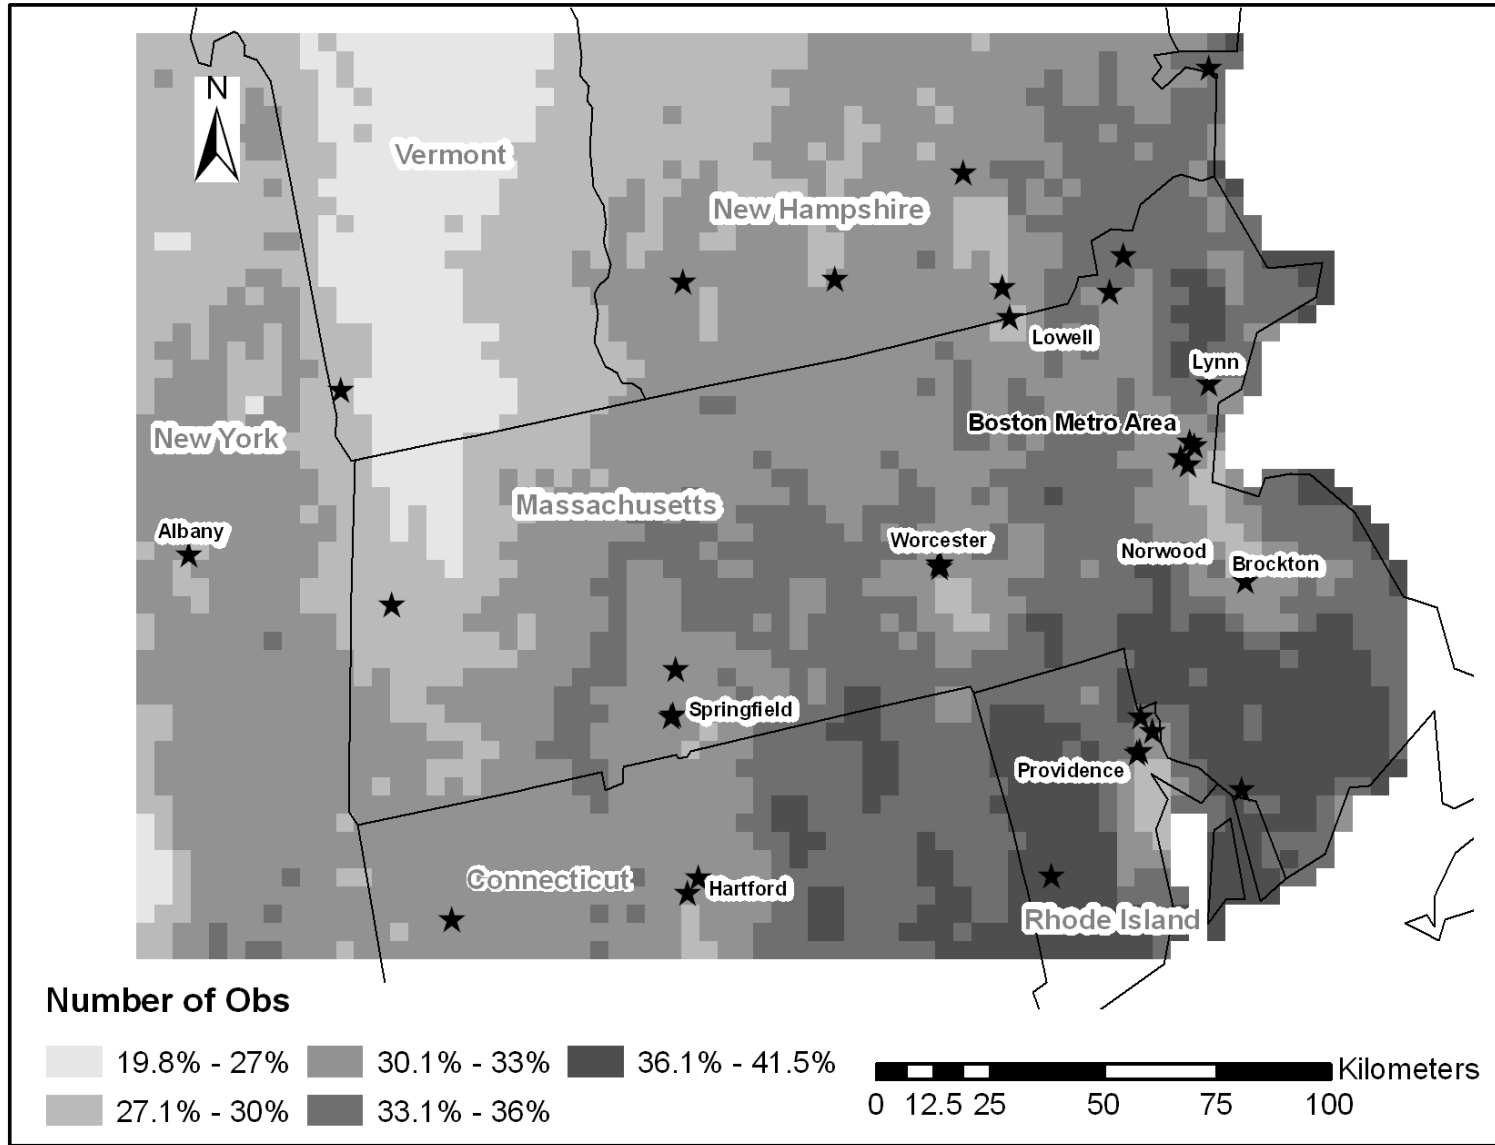 N
Vermont
New Hampshire
Lowell
Lynn
New York
Boston Metro Area
Massachusetts
Albany
Worcester
Norwood
Brockton
Springfield
Providence
Connecticut
Hartford
Rhode Island
Number of Obs
19.8% - 27%
30.1% - 33%
36.1% - 41.5%
27.1% - 30%
33.1% - 36%
Kilometers
0 12.5 25 50 75 100